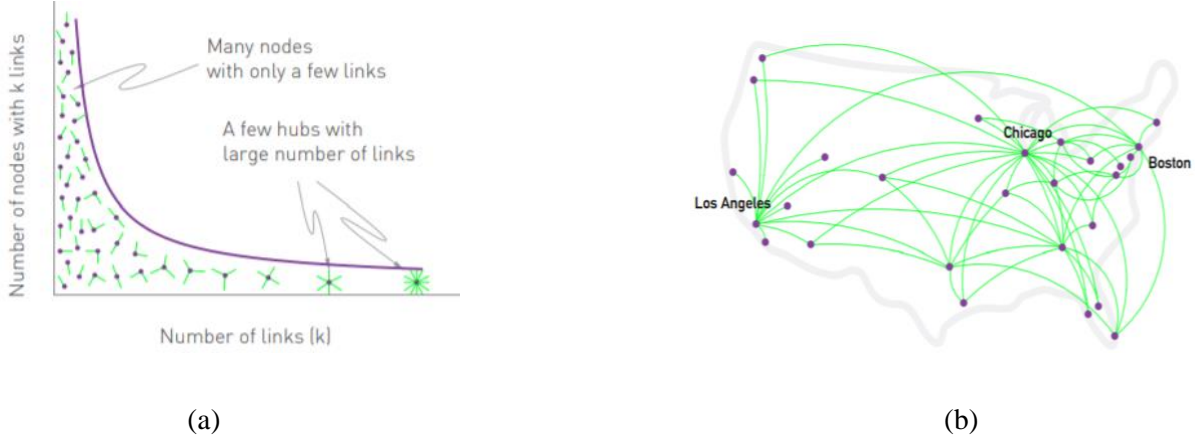 Number of nodes with k links
Many nodes
with only a few links
A few hubs with
large number of links
Number of links (k)
(a)
Chicago
Boston
Los Angeles
(b)